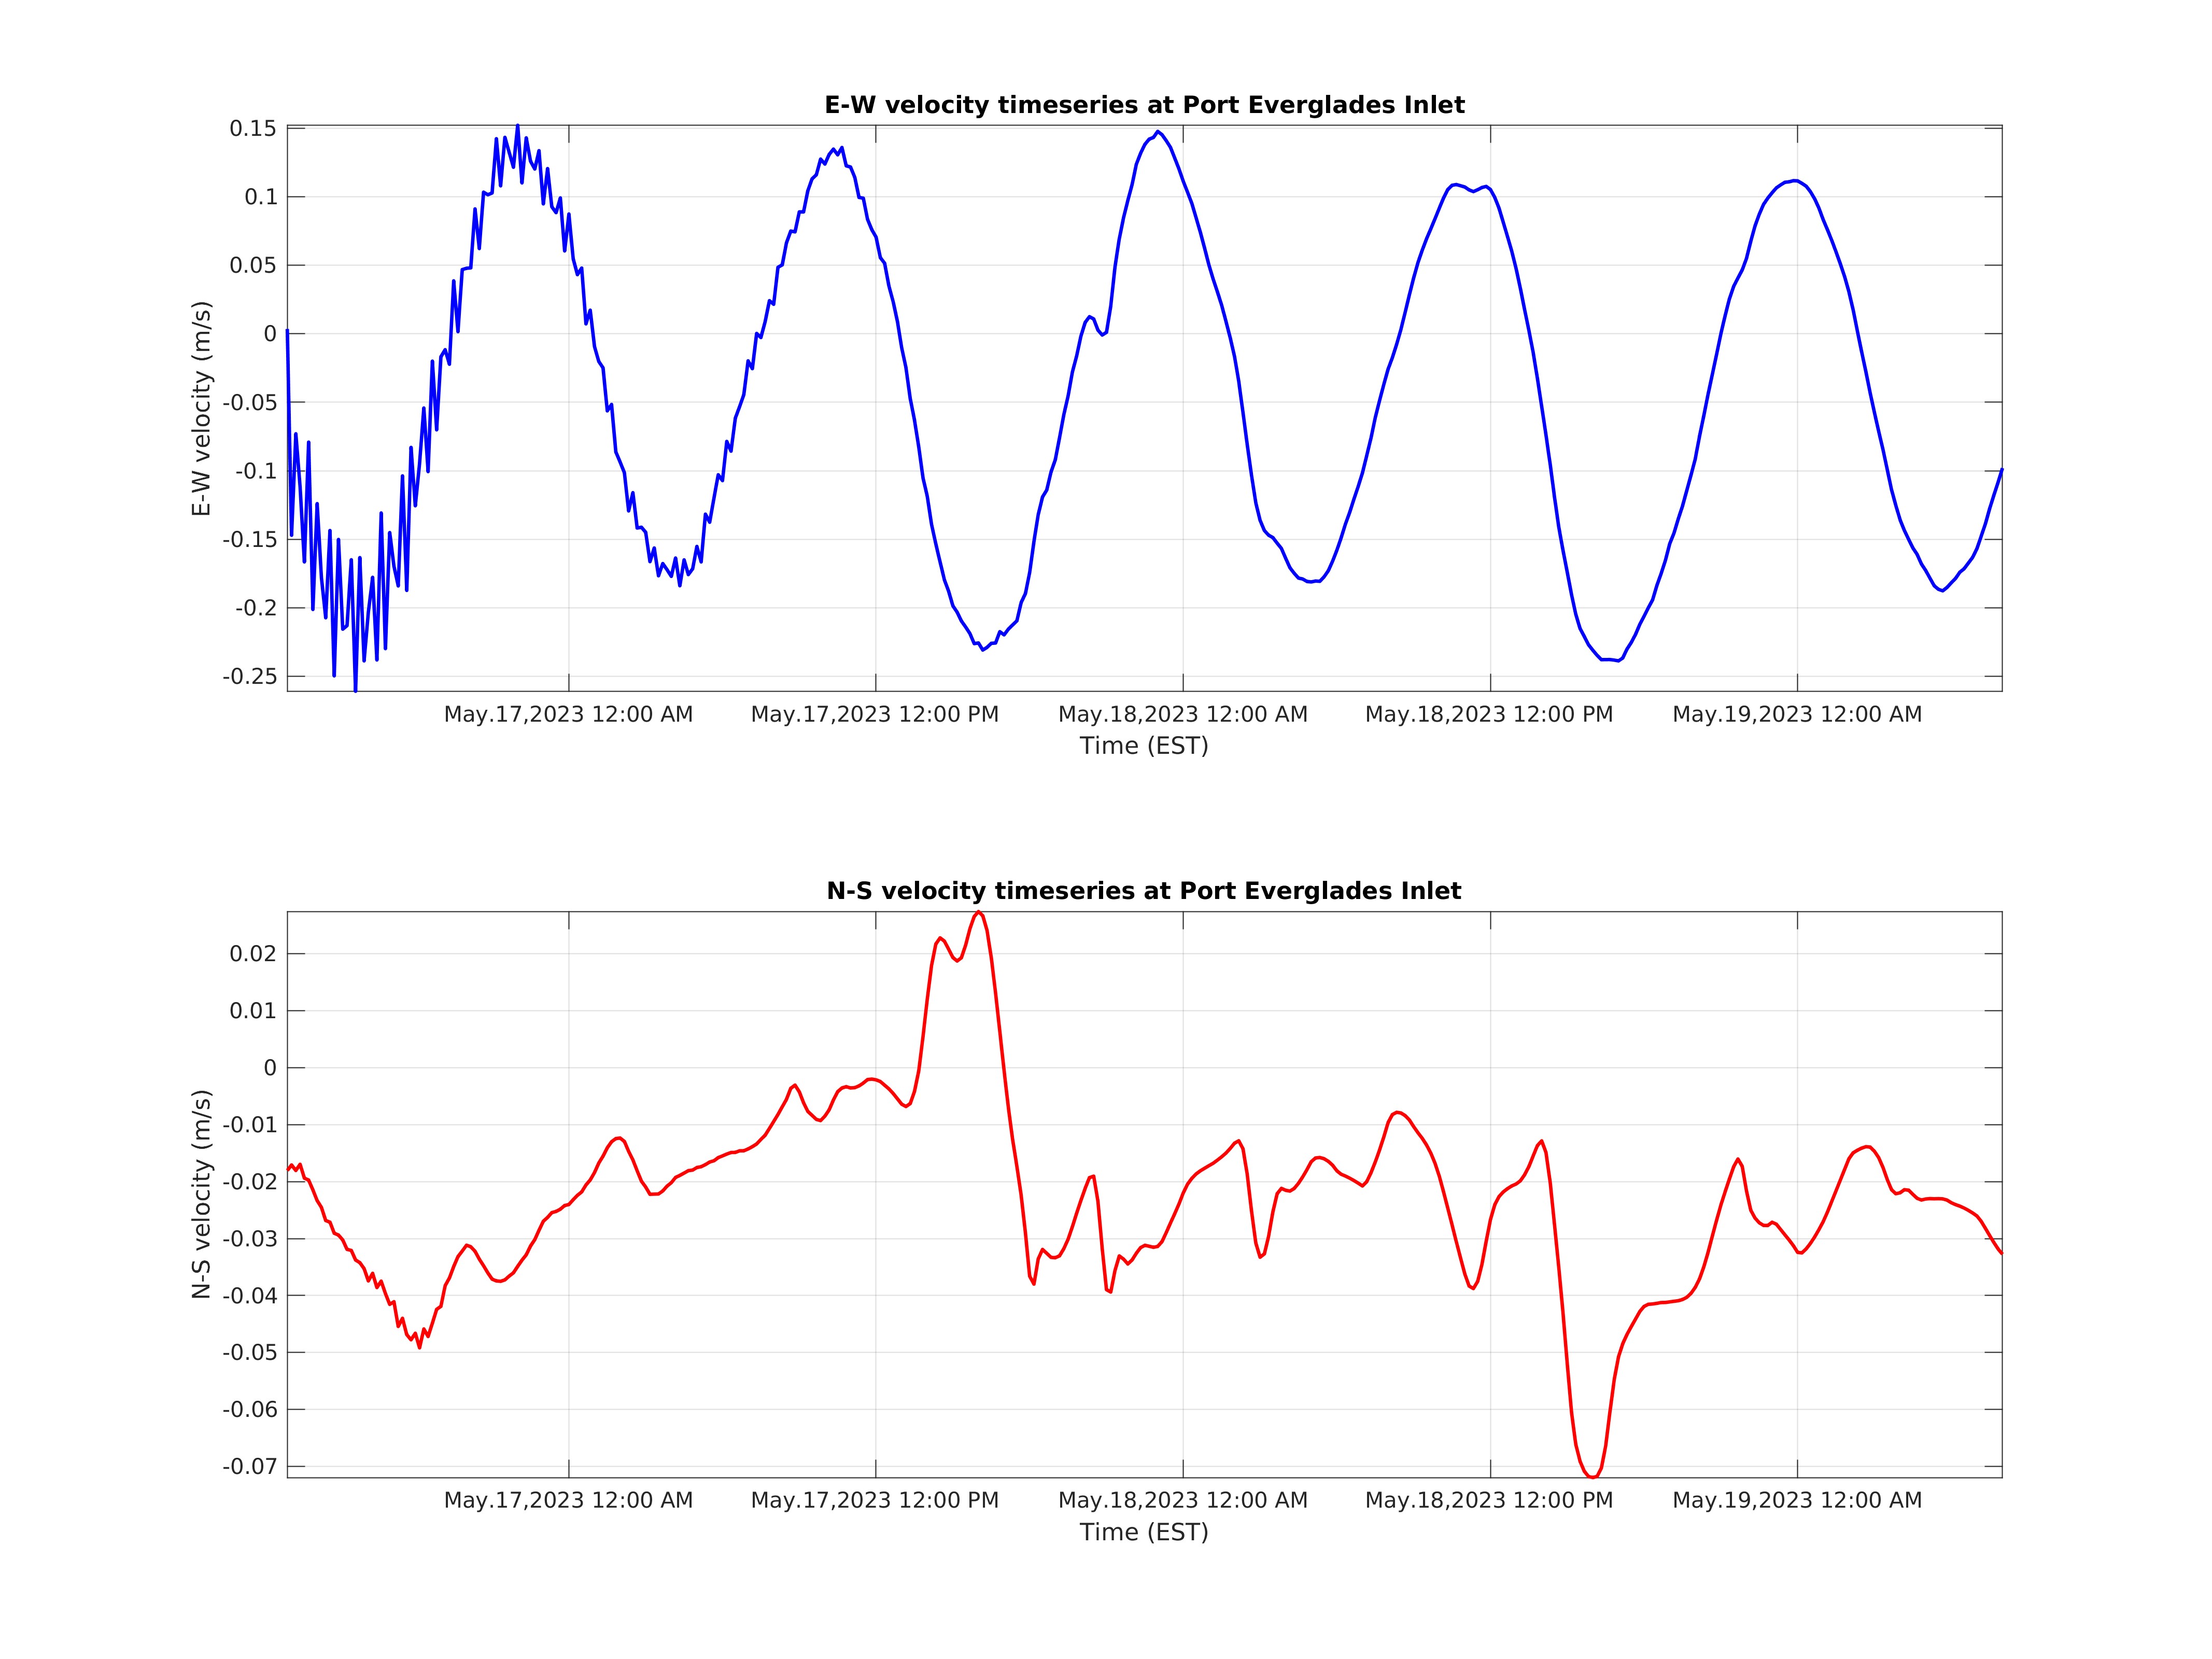 E-W velocity timeseries at Port Everglades Inlet
0.15
0.1
0.05
0
-0.05
-0.1
-0.15
-0.2
-0.25
E-W velocity (m/s)
May.17,2023 12:00 AM
May.17,2023 12:00 PM
May.18,2023 12:00 AM
May.18,2023 12:00 PM
May.19,2023 12:00 AM
Time (EST)
N-S velocity timeseries at Port Everglades Inlet
0.02
0.01
0
-0.01
-0.02
-0.03
-0.04
-0.05
-0.06
-0.07
N-S velocity (m/s)
May.17,2023 12:00 AM
May.17,2023 12:00 PM
May.18,2023 12:00 AM
May.18,2023 12:00 PM
May.19,2023 12:00 AM
Time (EST)